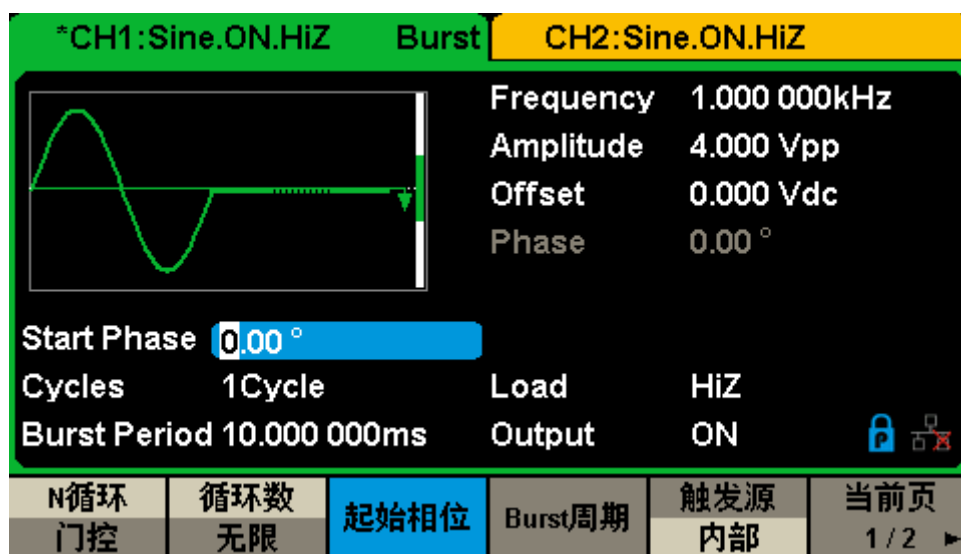 *CH1:Sine.ON.HiZ Burst CH2:Sine.ON.HiZ
Frequency 1.000 000kHz
Amplitude 4.000 Vpp
Offset 0.000 Vdc
Phase 0.00 °
Start Phase 0.00 °
Cycles 1Cycle Load HiZ
Burst Period 10.000 000ms Output ON P
N循环 循环数 起始相位 Burst周期 触发源 当前页
门控 无限 内部 1/2 ►